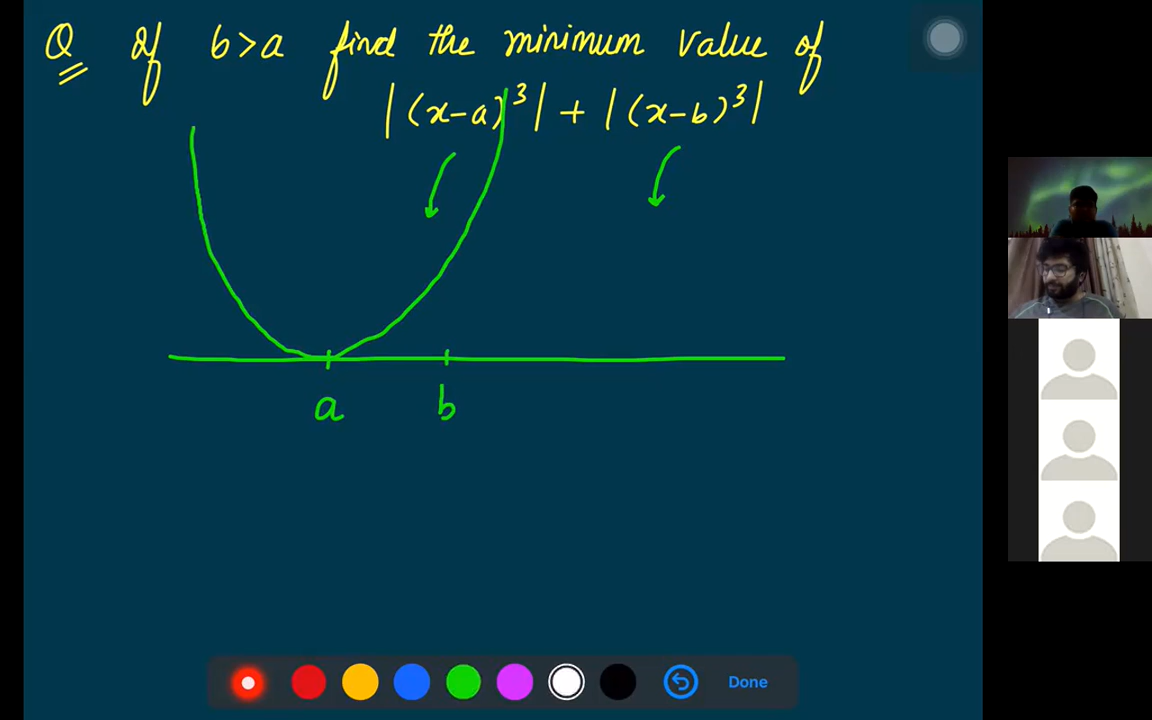 Q If b>a find the minimum value of
|(x-a)³| + |(x-b)³|
a b
Done